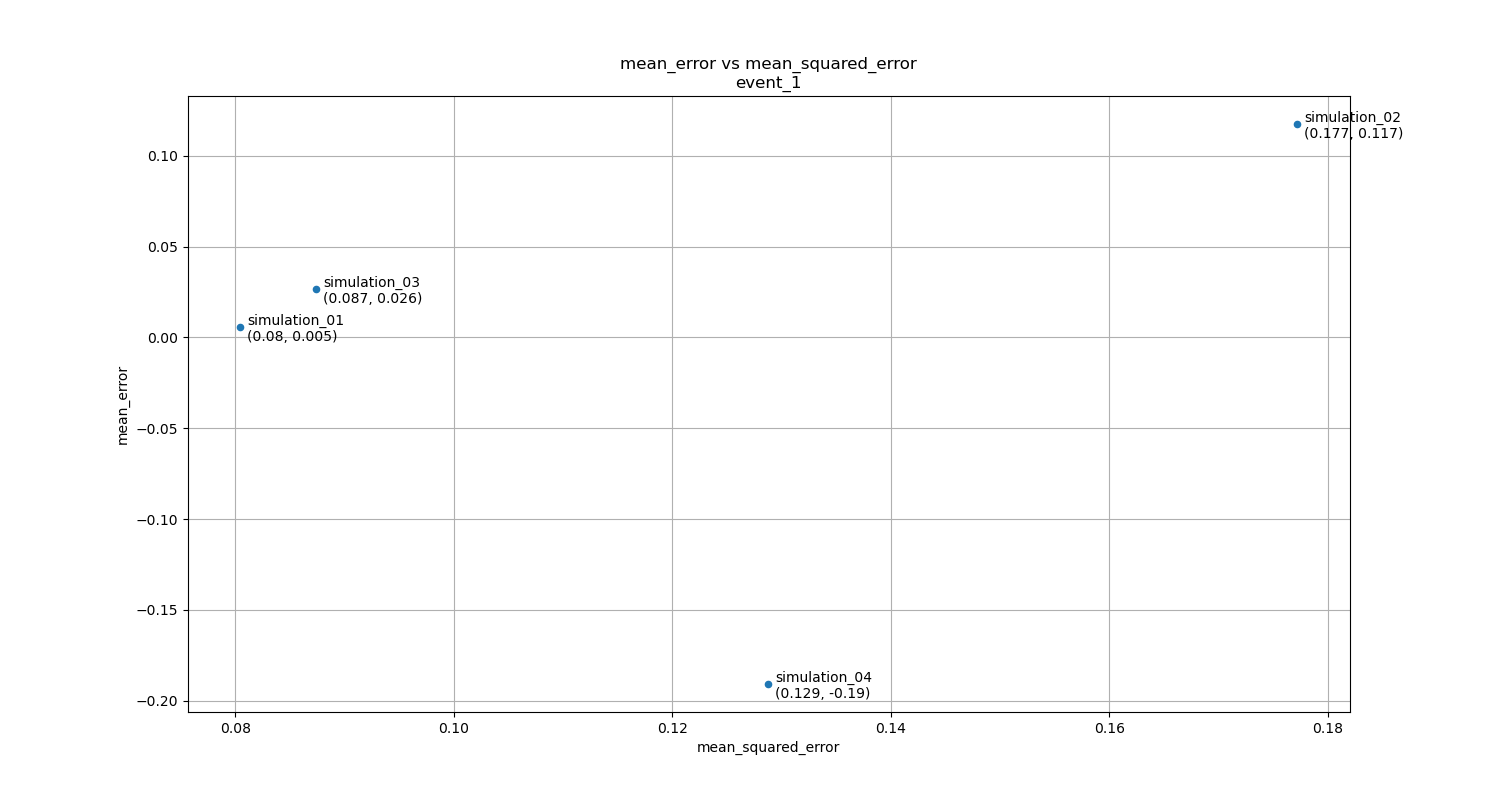 mean_error vs mean_squared_error
event_1
simulation_02
(0.177, 0.117)
0.10
0.05
simulation_03
(0.087, 0.026)
simulation_01
(0.08, 0.005)
0.00
mean_error
−0.05
−0.10
−0.15
simulation_04
(0.129, -0.19)
−0.20
0.08
0.10
0.12
0.14
0.16
0.18
mean_squared_error